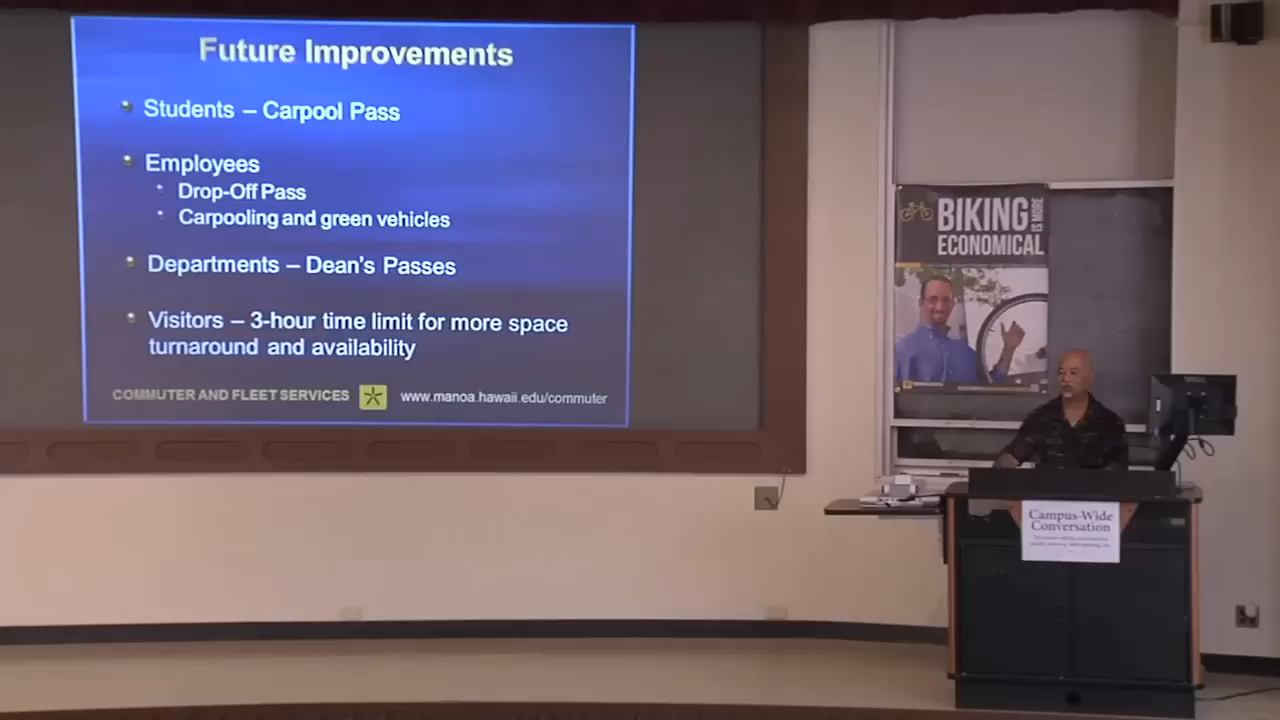 Future Improvements
Students – Carpool Pass
Employees
Drop-Off Pass
Carpooling and green vehicles
Departments – Dean's Passes
Visitors – 3-hour time limit for more space
turnaround and availability
COMMUTER AND FLEET SERVICES
www.manoa.hawaii.edu/commuter
BIKING
IS MORE
ECONOMICAL
Campus-Wide
Conversation